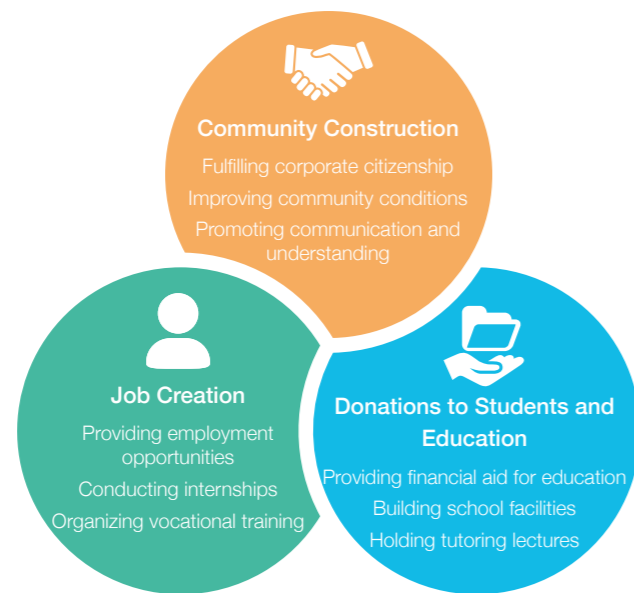 Community Construction
Fulfilling corporate citizenship
Improving community conditions
Promoting communication and
understanding
Job Creation
Providing employment
opportunities
Conducting internships
Organizing vocational training
Donations to Students and
Education
Providing financial aid for education
Building school facilities
Holding tutoring lectures